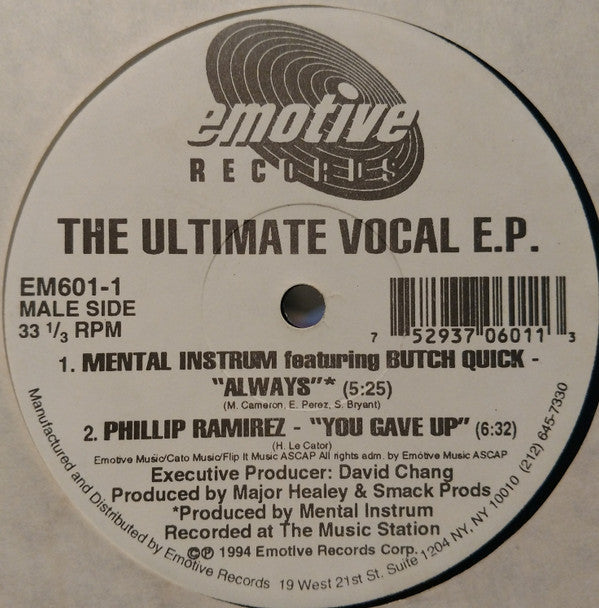 emotive
RECORDS
THE ULTIMATE VOCAL E.P.
EM601-1
MALE SIDE
33 1/3 RPM
7 52937 06011 3
1. MENTAL INSTRUM featuring BUTCH QUICK -
"ALWAYS"* (5:25)
(M. Cameron, E. Perez, S. Bryant)
2. PHILLIP RAMIREZ - "YOU GAVE UP" (6:32)
(H. Le Cator)
Emotive Music/Cato Music/Flip It Music ASCAP All rights adm. by Emotive Music ASCAP
Executive Producer: David Chang
Produced by Major Healey & Smack Prods
*Produced by Mental Instrum
Recorded at The Music Station
©℗ 1994 Emotive Records Corp.
Manufactured and Distributed by Emotive Records 19 West 21st St. Suite 1204 NY, NY 10010 (212) 645-7330